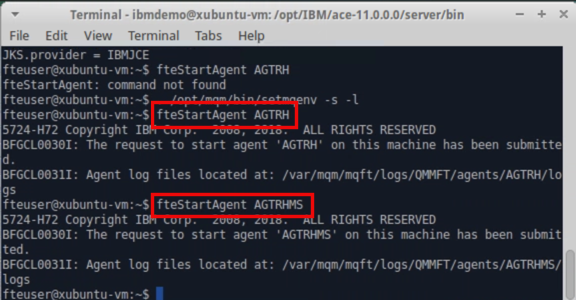 Terminal - ibmdemo@xubuntu-vm: /opt/IBM/ace-11.0.0.0/server/bin
File Edit View Terminal Tabs Help
JKS.provider = IBMJCE
fteuser@xubuntu-vm:~$ fteStartAgent AGTRH
fteStartAgent: command not found
fteuser@xubuntu-vm:~$ . /opt/mqm/bin/setmqenv -s -l
fteuser@xubuntu-vm:~$ fteStartAgent AGTRH
5724-H72 Copyright IBM Corp. 2008, 2018. ALL RIGHTS RESERVED
BFGCL0030I: The request to start agent 'AGTRH' on this machine has been submitte
d.
BFGCL0031I: Agent log files located at: /var/mqm/mqft/logs/QMMFT/agents/AGTRH/lo
gs
fteuser@xubuntu-vm:~$ fteStartAgent AGTRHMS
5724-H72 Copyright IBM Corp. 2008, 2018. ALL RIGHTS RESERVED
BFGCL0030I: The request to start agent 'AGTRHMS' on this machine has been submit
ted.
BFGCL0031I: Agent log files located at: /var/mqm/mqft/logs/QMMFT/agents/AGTRHMS/
logs
fteuser@xubuntu-vm:~$